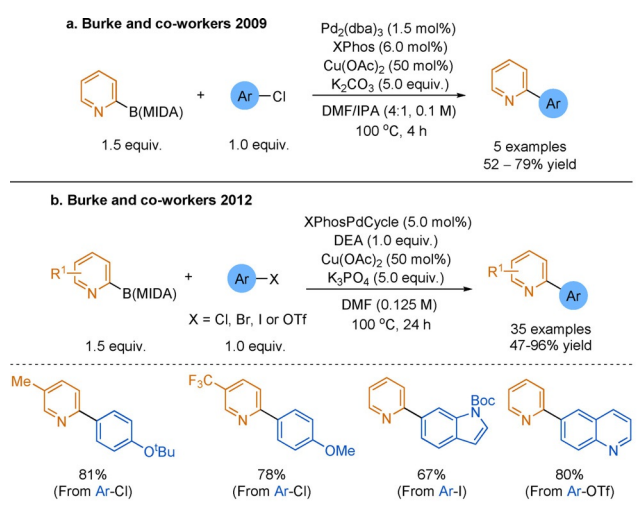 a. Burke and co-workers 2009
Pd₂(dba)₃ (1.5 mol%)
XPhos (6.0 mol%)
Cu(OAc)₂ (50 mol%)
K₂CO₃ (5.0 equiv.)
DMF/IPA (4:1, 0.1 M)
100 ºC, 4 h
N
B(MIDA)
+
Ar
Cl
N
Ar
1.5 equiv.
1.0 equiv.
5 examples
52 – 79% yield
b. Burke and co-workers 2012
XPhosPdCycle (5.0 mol%)
DEA (1.0 equiv.)
Cu(OAc)₂ (50 mol%)
K₃PO₄ (5.0 equiv.)
DMF (0.125 M)
100 ºC, 24 h
R¹
N
B(MIDA)
+
Ar
X
R¹
N
Ar
X = Cl, Br, I or OTf
1.5 equiv.
1.0 equiv.
35 examples
47-96% yield
Me
N
OᵗBu
81%
(From Ar-Cl)
F₃C
N
OMe
78%
(From Ar-Cl)
N
Boc
N
67%
(From Ar-I)
N
N
80%
(From Ar-OTf)